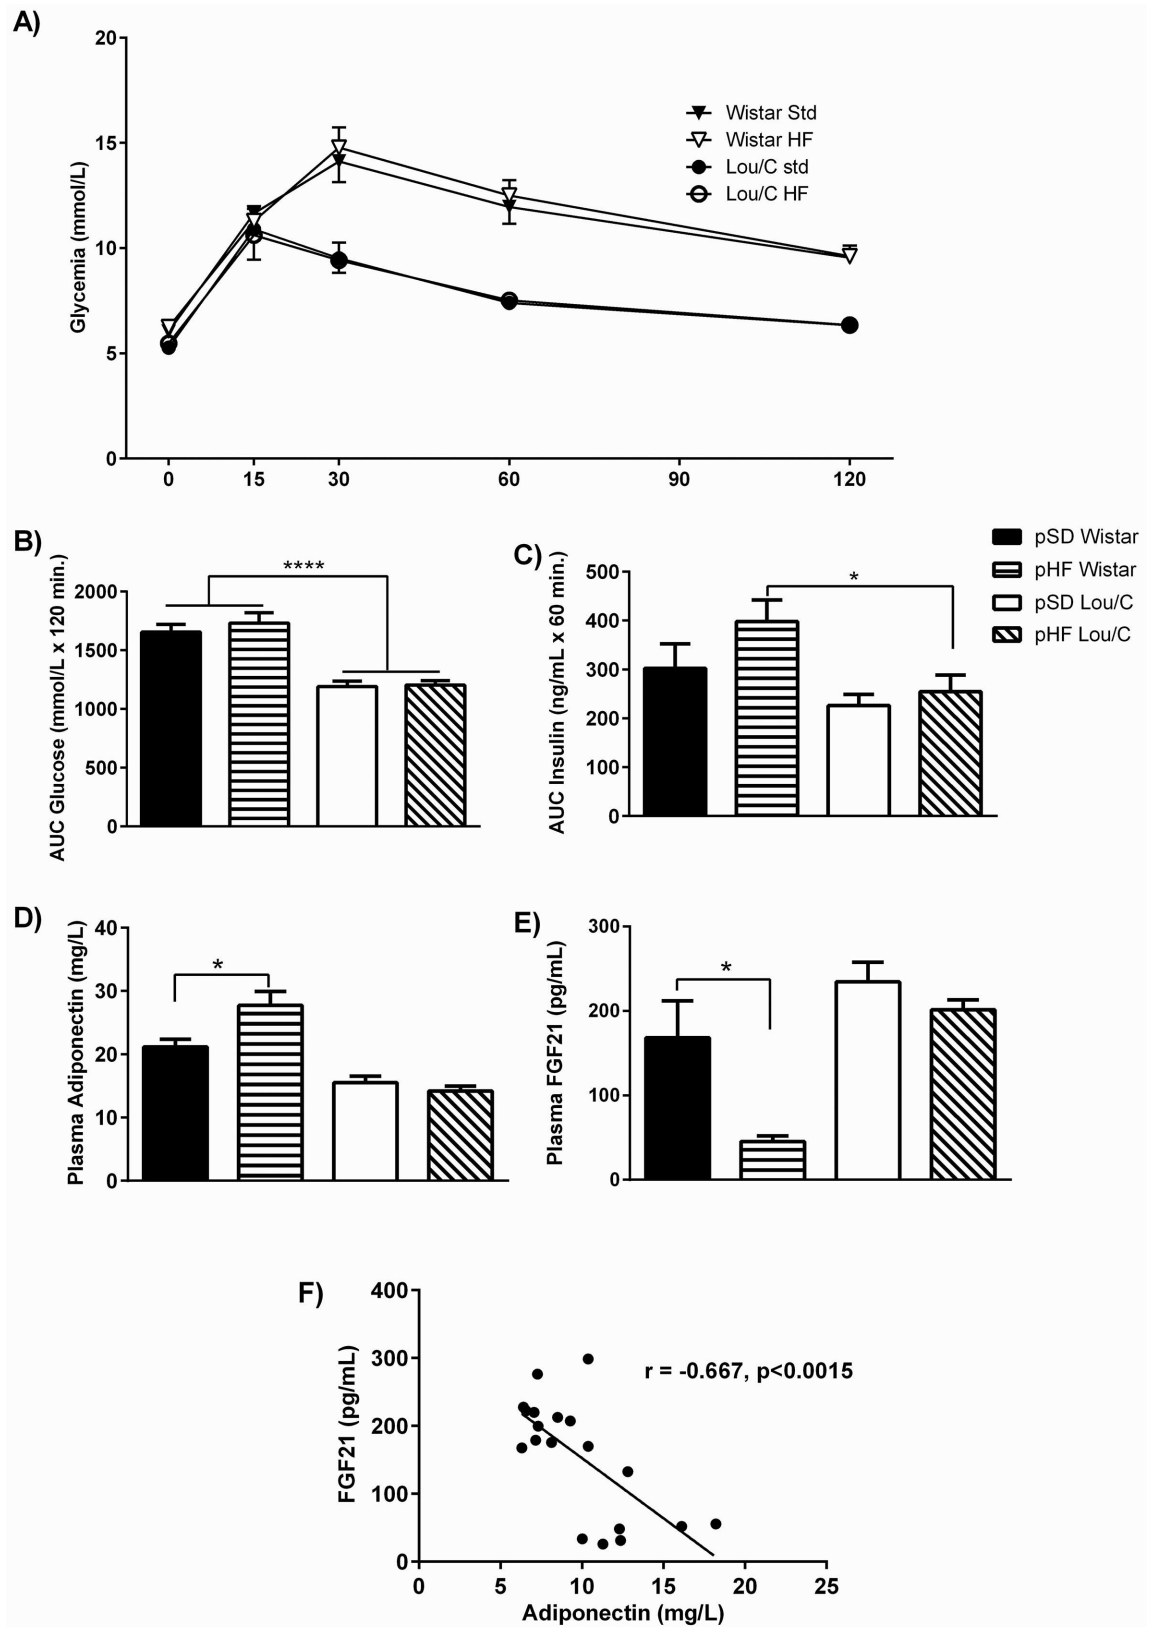 A)
20
15
10
5
0
Glycemia (mmol/L)
Wistar Std
Wistar HF
Lou/C std
Lou/C HF
0 15 30 60 90 120
B)
AUC Glucose (mmol/L x 120 min.)
2000
1500
1000
500
0
****
C)
AUC Insulin (ng/mL x 60 min.)
500
400
300
200
100
0
*
pSD Wistar
pHF Wistar
pSD Lou/C
pHF Lou/C
D)
Plasma Adiponectin (mg/L)
40
30
20
10
0
*
E)
Plasma FGF21 (pg/mL)
300
200
100
0
*
F)
FGF21 (pg/mL)
400
300
200
100
0
r = -0.667, p<0.0015
0 5 10 15 20 25
Adiponectin (mg/L)